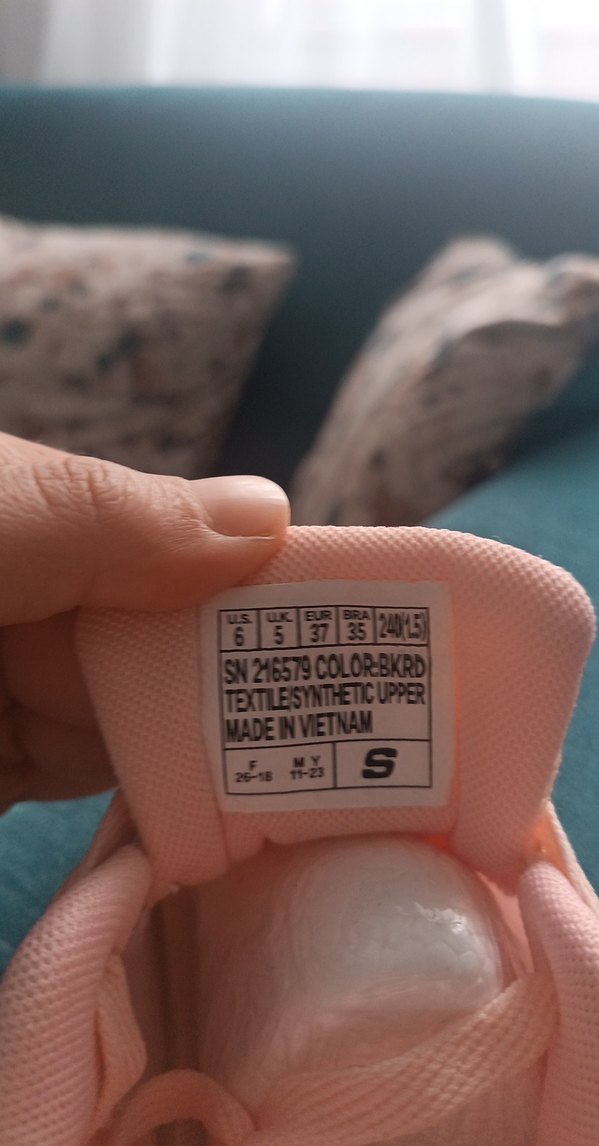 U.S. U.K. EUR BRA 240(1.5)
6 5 37 35
SN 216579 COLOR:BKRD
TEXTILE/SYNTHETIC UPPER
MADE IN VIETNAM
F M Y
26-18 11-23
S